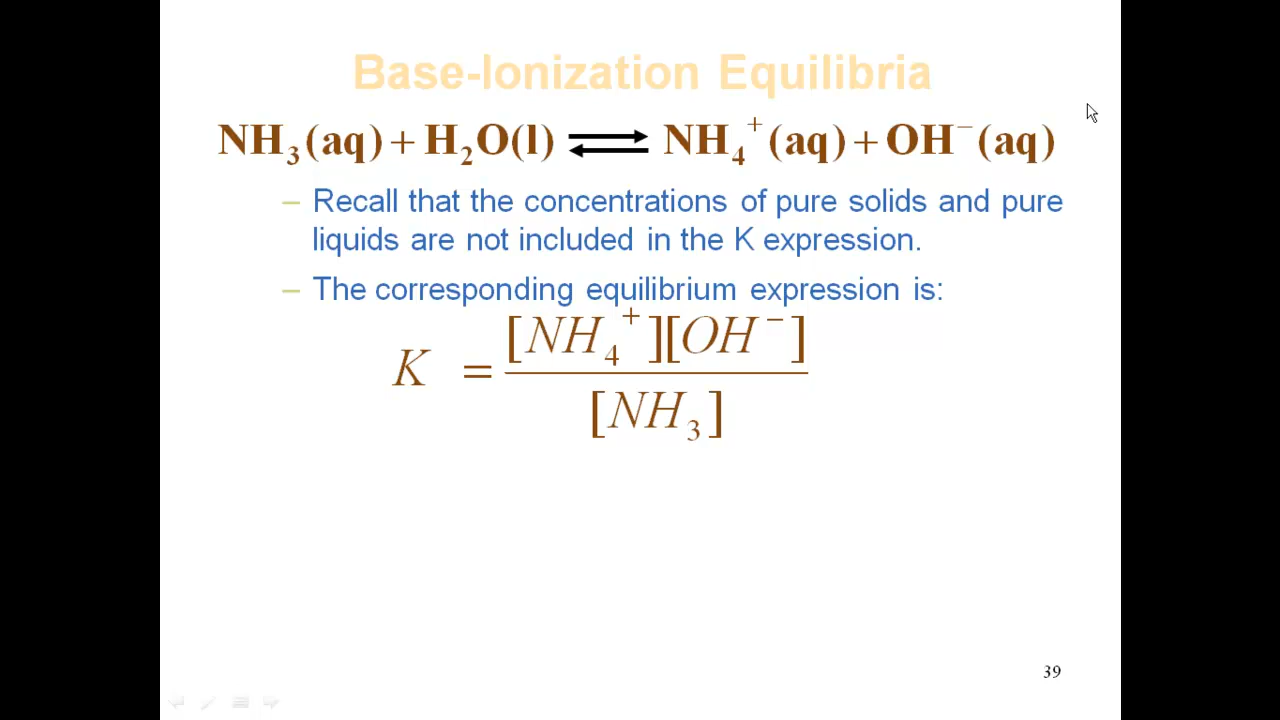 Base-Ionization Equilibria
NH₃(aq) + H₂O(l) ⇌ NH₄⁺(aq) + OH⁻(aq)
– Recall that the concentrations of pure solids and pure
liquids are not included in the K expression.
– The corresponding equilibrium expression is:
K = [NH₄⁺][OH⁻] / [NH₃]
39